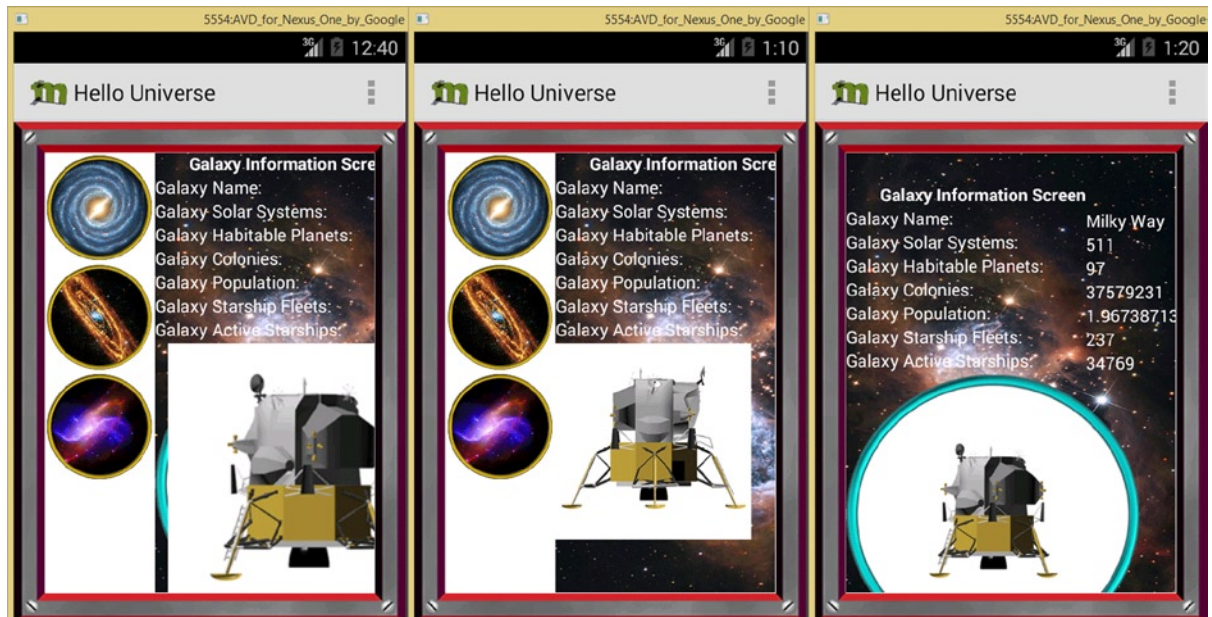 5554:AVD_for_Nexus_One_by_Google
3G 12:40
m Hello Universe
Galaxy Information Scre
Galaxy Name:
Galaxy Solar Systems:
Galaxy Habitable Planets:
Galaxy Colonies:
Galaxy Population:
Galaxy Starship Fleets:
Galaxy Active Starships:
5554:AVD_for_Nexus_One_by_Google
3G 1:10
m Hello Universe
Galaxy Information Scre
Galaxy Name:
Galaxy Solar Systems:
Galaxy Habitable Planets:
Galaxy Colonies:
Galaxy Population:
Galaxy Starship Fleets:
Galaxy Active Starships:
5554:AVD_for_Nexus_One_by_Google
3G 1:20
m Hello Universe
Galaxy Information Screen
Galaxy Name: Milky Way
Galaxy Solar Systems: 511
Galaxy Habitable Planets: 97
Galaxy Colonies: 37579231
Galaxy Population: 1.96738713
Galaxy Starship Fleets: 237
Galaxy Active Starships: 34769